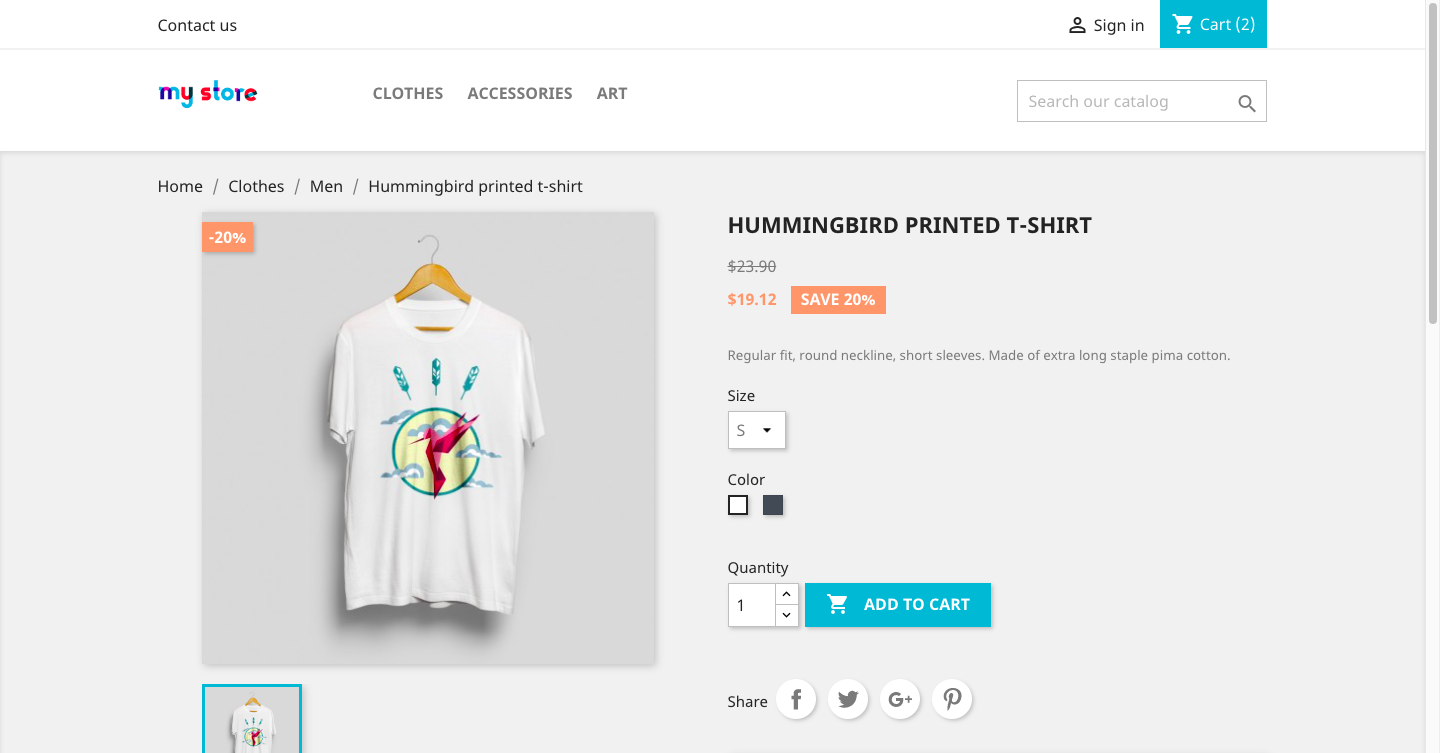 Contact us
Sign in
Cart (2)
my store
CLOTHES
ACCESSORIES
ART
Search our catalog
Home / Clothes / Men / Hummingbird printed t-shirt
-20%
HUMMINGBIRD PRINTED T-SHIRT
$23.90
$19.12 SAVE 20%
Regular fit, round neckline, short sleeves. Made of extra long staple pima cotton.
Size
S
Color
Quantity
1
ADD TO CART
Share